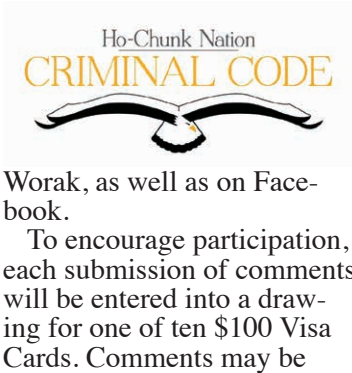 Ho-Chunk Nation
CRIMINAL CODE
Worak, as well as on Face-
book.
To encourage participation,
each submission of comments
will be entered into a draw-
ing for one of ten $100 Visa
Cards. Comments may be